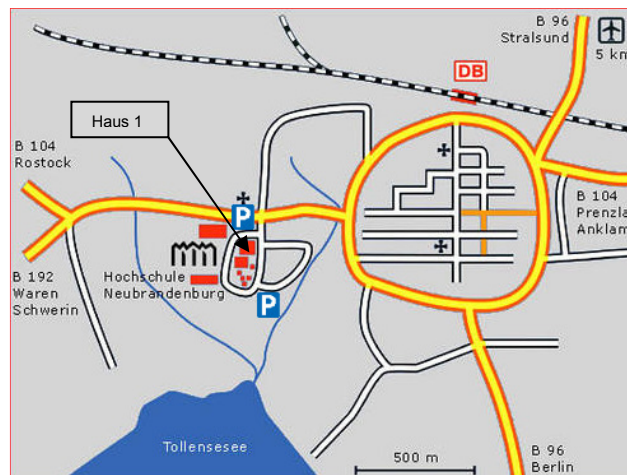 B 96
Stralsund
5 km
DB
Haus 1
B 104
Rostock
P
B 104
Prenzla
Anklam
B 192
Waren
Schwerin
Hochschule
Neubrandenburg
P
Tollensesee
500 m
B 96
Berlin